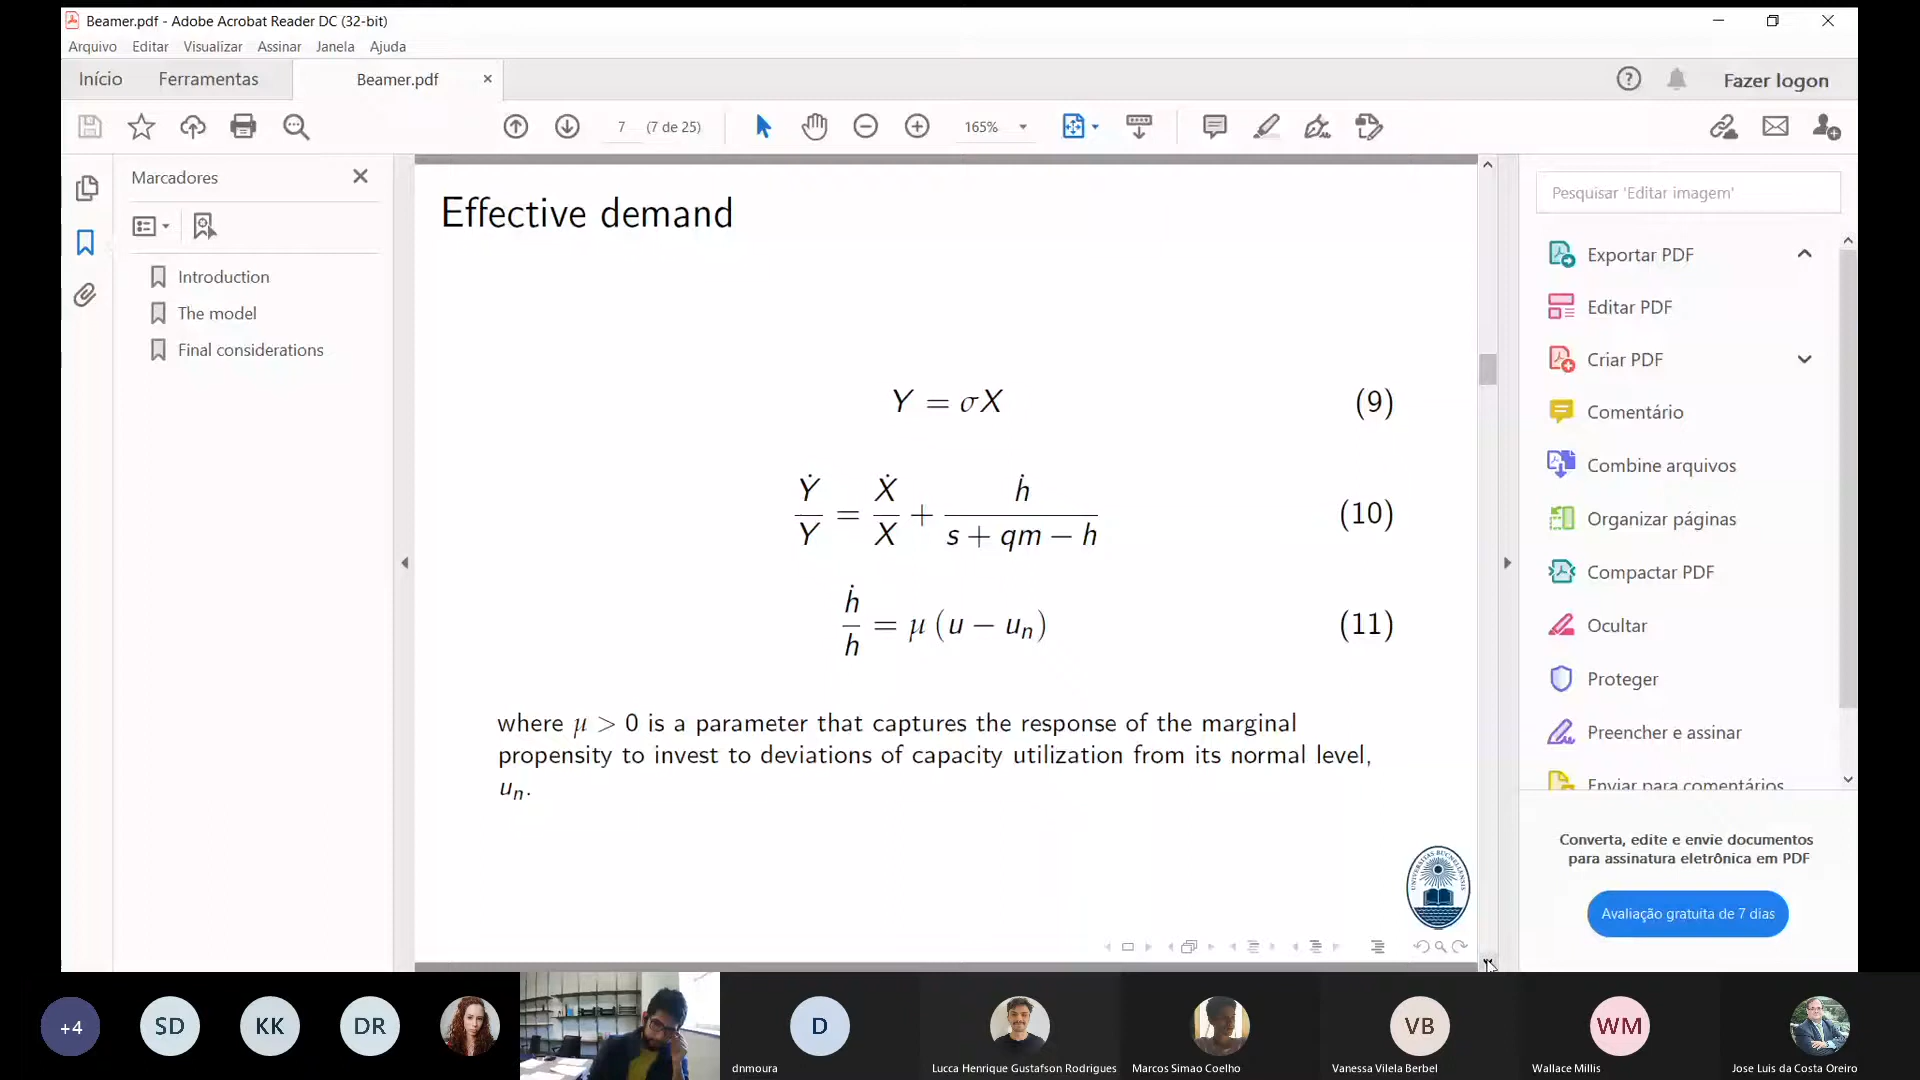 Beamer.pdf - Adobe Acrobat Reader DC (32-bit)
Arquivo Editar Visualizar Assinar Janela Ajuda
Início Ferramentas Beamer.pdf Fazer logon
7 (7 de 25) 165%
Marcadores
Introduction
The model
Final considerations
Effective demand
Y = σX (9)
Ẏ/Y = Ẋ/X + ḣ/(s + qm − h) (10)
ḣ/h = μ (u − uₙ) (11)
where μ > 0 is a parameter that captures the response of the marginal
propensity to invest to deviations of capacity utilization from its normal level,
uₙ.
Pesquisar 'Editar imagem'
Exportar PDF
Editar PDF
Criar PDF
Comentário
Combine arquivos
Organizar páginas
Compactar PDF
Ocultar
Proteger
Preencher e assinar
Enviar para comentários
Converta, edite e envie documentos
para assinatura eletrônica em PDF
Avaliação gratuita de 7 dias
+4 SD KK DR D VB WM
dnmoura Lucca Henrique Gustafson Rodrigues Marcos Simao Coelho Vanessa Vilela Berbel Wallace Millis Jose Luis da Costa Oreiro